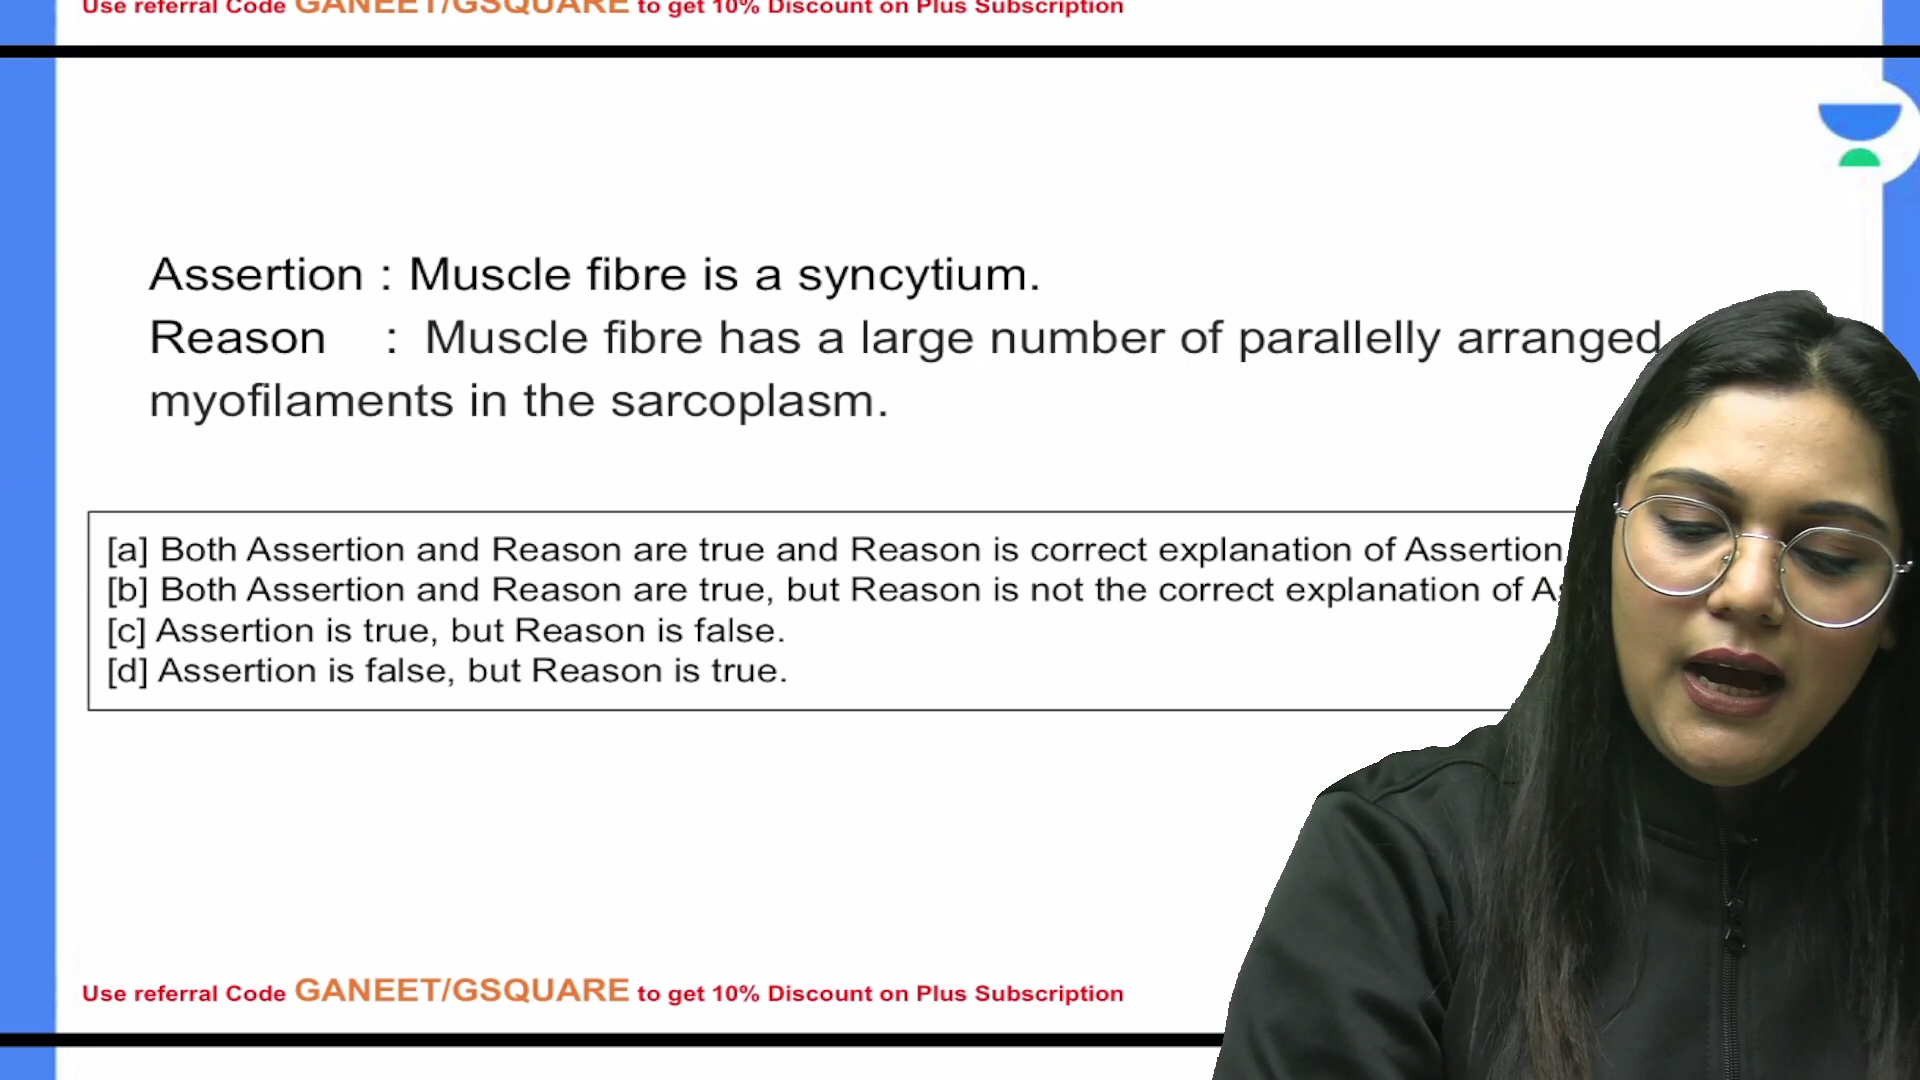 Use referral Code GANEET/GSQUARE to get 10% Discount on Plus Subscription
Assertion : Muscle fibre is a syncytium.
Reason : Muscle fibre has a large number of parallelly arranged
myofilaments in the sarcoplasm.
[a] Both Assertion and Reason are true and Reason is correct explanation of Assertion
[b] Both Assertion and Reason are true, but Reason is not the correct explanation of
[c] Assertion is true, but Reason is false.
[d] Assertion is false, but Reason is true.
Use referral Code GANEET/GSQUARE to get 10% Discount on Plus Subscription